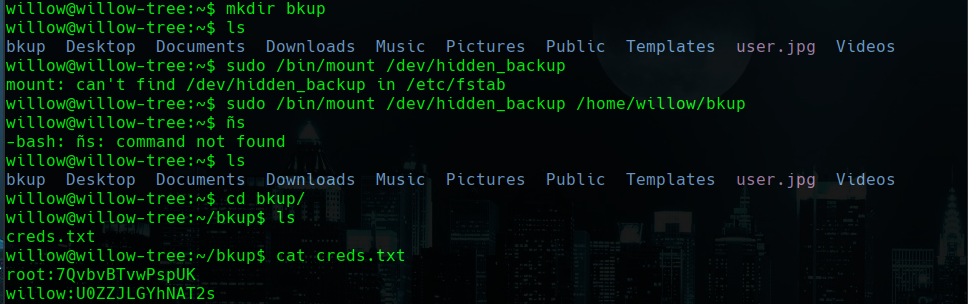 willow@willow-tree:~$ mkdir bkup
willow@willow-tree:~$ ls
bkup  Desktop  Documents  Downloads  Music  Pictures  Public  Templates  user.jpg  Videos
willow@willow-tree:~$ sudo /bin/mount /dev/hidden_backup
mount: can't find /dev/hidden_backup in /etc/fstab
willow@willow-tree:~$ sudo /bin/mount /dev/hidden_backup /home/willow/bkup
willow@willow-tree:~$ ñs
-bash: ñs: command not found
willow@willow-tree:~$ ls
bkup  Desktop  Documents  Downloads  Music  Pictures  Public  Templates  user.jpg  Videos
willow@willow-tree:~$ cd bkup/
willow@willow-tree:~/bkup$ ls
creds.txt
willow@willow-tree:~/bkup$ cat creds.txt
root:7QvbvBTvwPspUK
willow:U0ZZJLGYhNAT2s